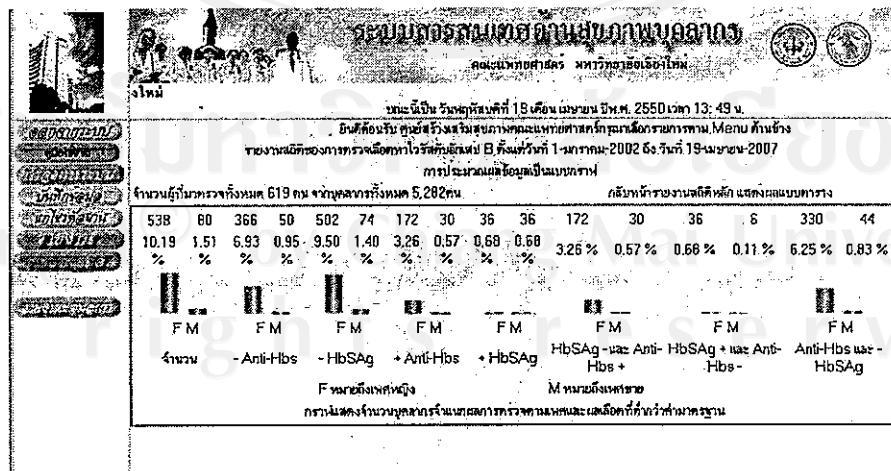 ระบบสารสนเทศด้านสุขภาพบุคลากร
คณะแพทยศาสตร์ มหาวิทยาลัยเชียงใหม่
งใหม่
ขณะนี้เป็น วันพฤหัสบดีที่ 19 เดือน เมษายน ปีพ.ศ. 2550 เวลา 13: 49 น.
ยินดีต้อนรับ ศูนย์สร้างเสริมสุขภาพคณะแพทยศาสตร์กรุณาเลือกรายการตาม Menu ด้านข้าง
รายงานสถิติของการตรวจเลือดหาไวรัสตับอักเสบ B ตั้งแต่วันที่ 1-มกราคม-2002 ถึง วันที่ 19-เมษายน-2007
การประมวลผลข้อมูลเป็นแบบกราฟ
จำนวนผู้ที่มาตรวจทั้งหมด 619 คน จากบุคลากรทั้งหมด 5,282คน กลับหน้ารายงานสถิติหลัก แสดงผลแบบตาราง
538 80 366 50 502 74 172 30 36 36 172 30 36 6 330 44
10.19 % 1.51 % 6.93 % 0.95 % 9.50 % 1.40 % 3.26 % 0.57 % 0.68 % 0.68 % 3.26 % 0.57 % 0.68 % 0.11 % 6.25 % 0.83 %
F M F M F M F M F M F M F M F M
จำนวน - Anti-Hbs - HbSAg + Anti-Hbs + HbSAg HbSAg - และ Anti-Hbs + HbSAg + และ Anti-Hbs - Anti-Hbs และ - HbSAg
F หมายถึงเพศหญิง M หมายถึงเพศชาย
กราฟแสดงจำนวนบุคลากรจำแนกผลการตรวจตามเพศและผลเลือดที่ต่ำกว่าค่ามาตรฐาน